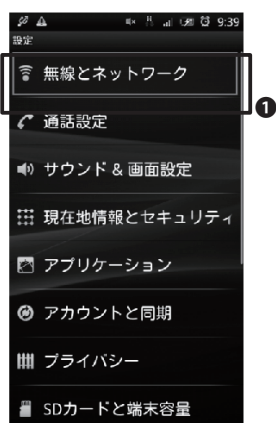 9:39
設定
無線とネットワーク
❶
通話設定
サウンド & 画面設定
現在地情報とセキュリティ
アプリケーション
アカウントと同期
プライバシー
SDカードと端末容量